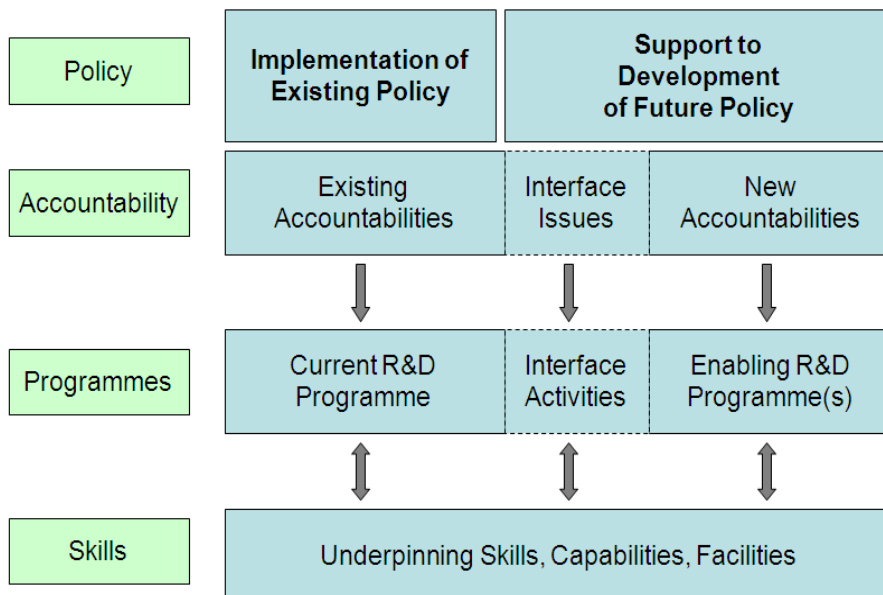 Policy
Implementation of
Existing Policy
Support to
Development
of Future Policy
Accountability
Existing
Accountabilities
Interface
Issues
New
Accountabilities
Programmes
Current R&D
Programme
Interface
Activities
Enabling R&D
Programme(s)
Skills
Underpinning Skills, Capabilities, Facilities